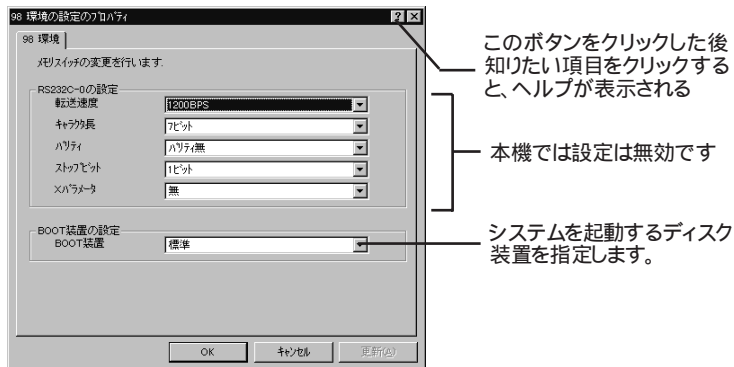 98 環境の設定のﾌﾟﾛﾊﾟﾃｨ
98 環境
ﾒﾓﾘｽｲｯﾁの変更を行います.
RS232C-0の設定
転送速度
1200BPS
ｷｬﾗｸﾀ長
7ﾋﾞｯﾄ
ﾊﾟﾘﾃｨ
ﾊﾟﾘﾃｨ無
ｽﾄｯﾌﾟﾋﾞｯﾄ
1ﾋﾞｯﾄ
Xﾊﾟﾗﾒｰﾀ
無
BOOT装置の設定
BOOT装置
標準
OK
ｷｬﾝｾﾙ
更新(A)
このボタンをクリックした後
知りたい項目をクリックする
と、ヘルプが表示される
本機では設定は無効です
システムを起動するディスク
装置を指定します。